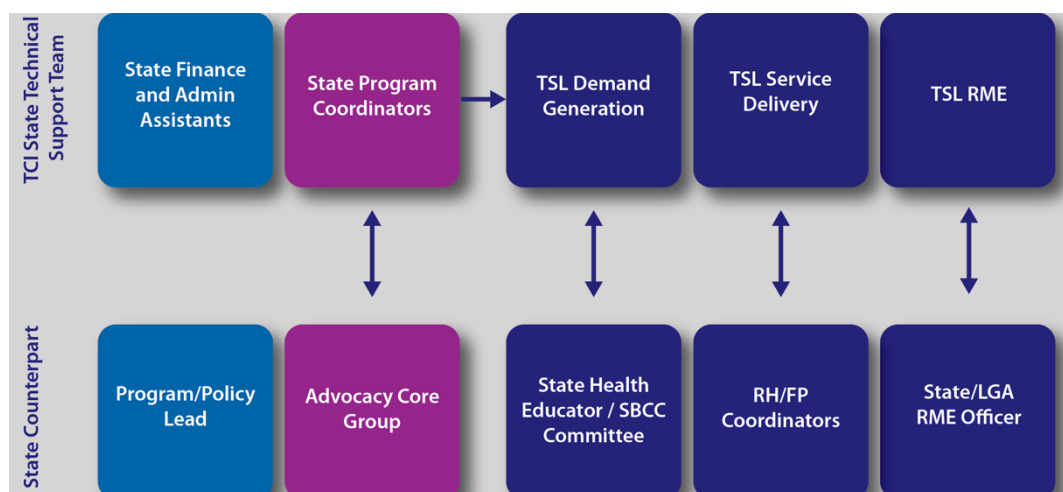 TCI State Technical
Support Team
State Finance
and Admin
Assistants
State Program
Coordinators
TSL Demand
Generation
TSL Service
Delivery
TSL RME
State Counterpart
Program/Policy
Lead
Advocacy Core
Group
State Health
Educator / SBCC
Committee
RH/FP
Coordinators
State/LGA
RME Officer